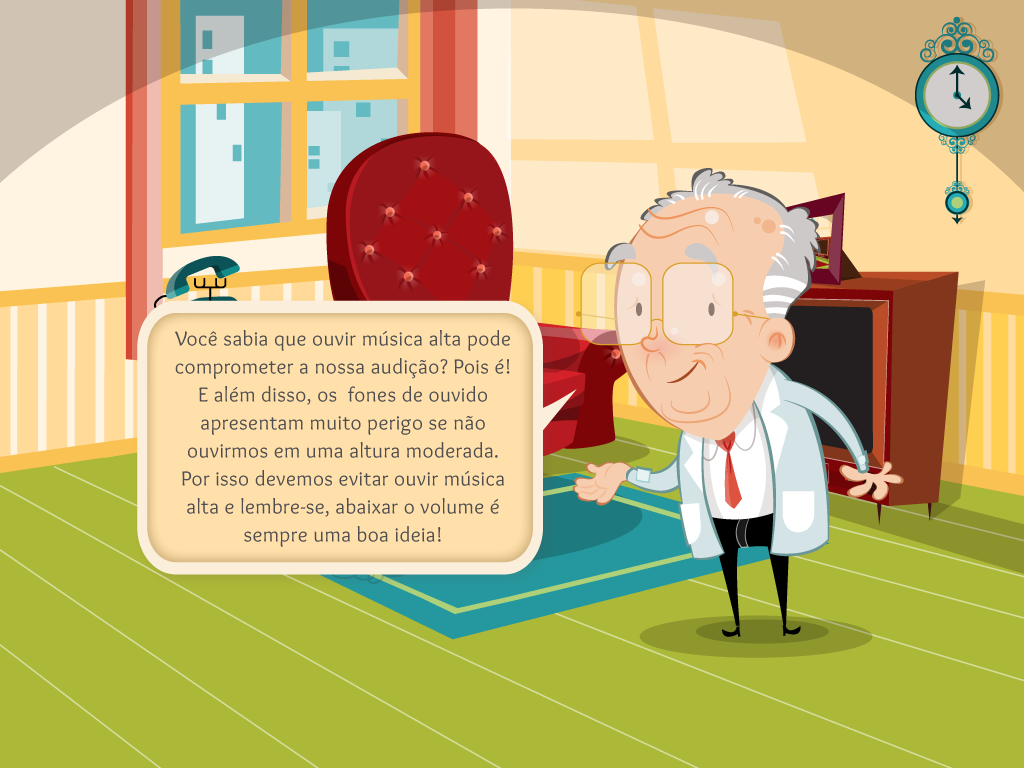 Você sabia que ouvir música alta pode
comprometer a nossa audição? Pois é!
E além disso, os fones de ouvido
apresentam muito perigo se não
ouvirmos em uma altura moderada.
Por isso devemos evitar ouvir música
alta e lembre-se, abaixar o volume é
sempre uma boa ideia!